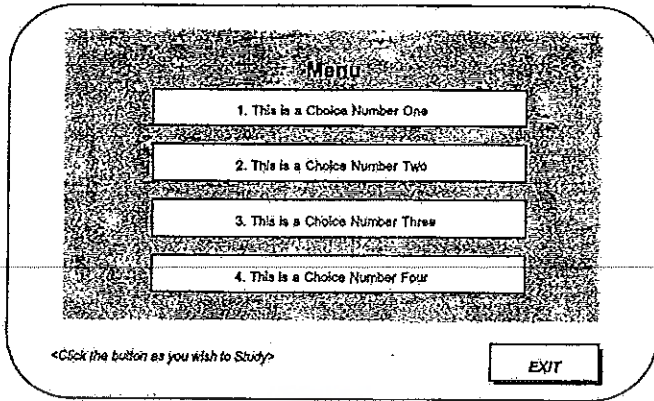 Menu
1. This is a Choice Number One
2. This is a Choice Number Two
3. This is a Choice Number Three
4. This is a Choice Number Four
<Click the button as you wish to Study>
EXIT